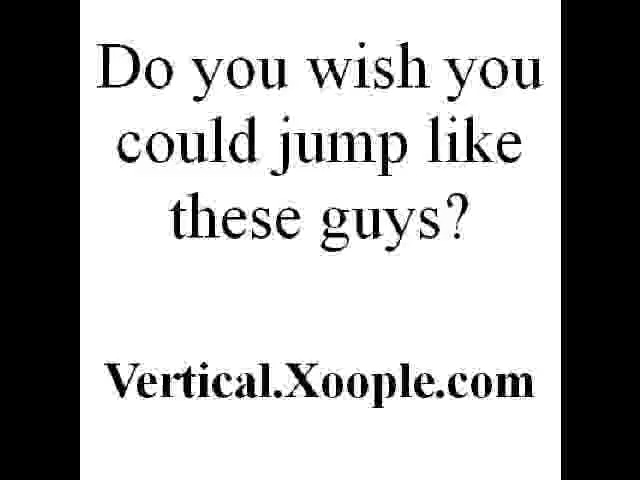 Do you wish you
could jump like
these guys?
Vertical.Xoople.com